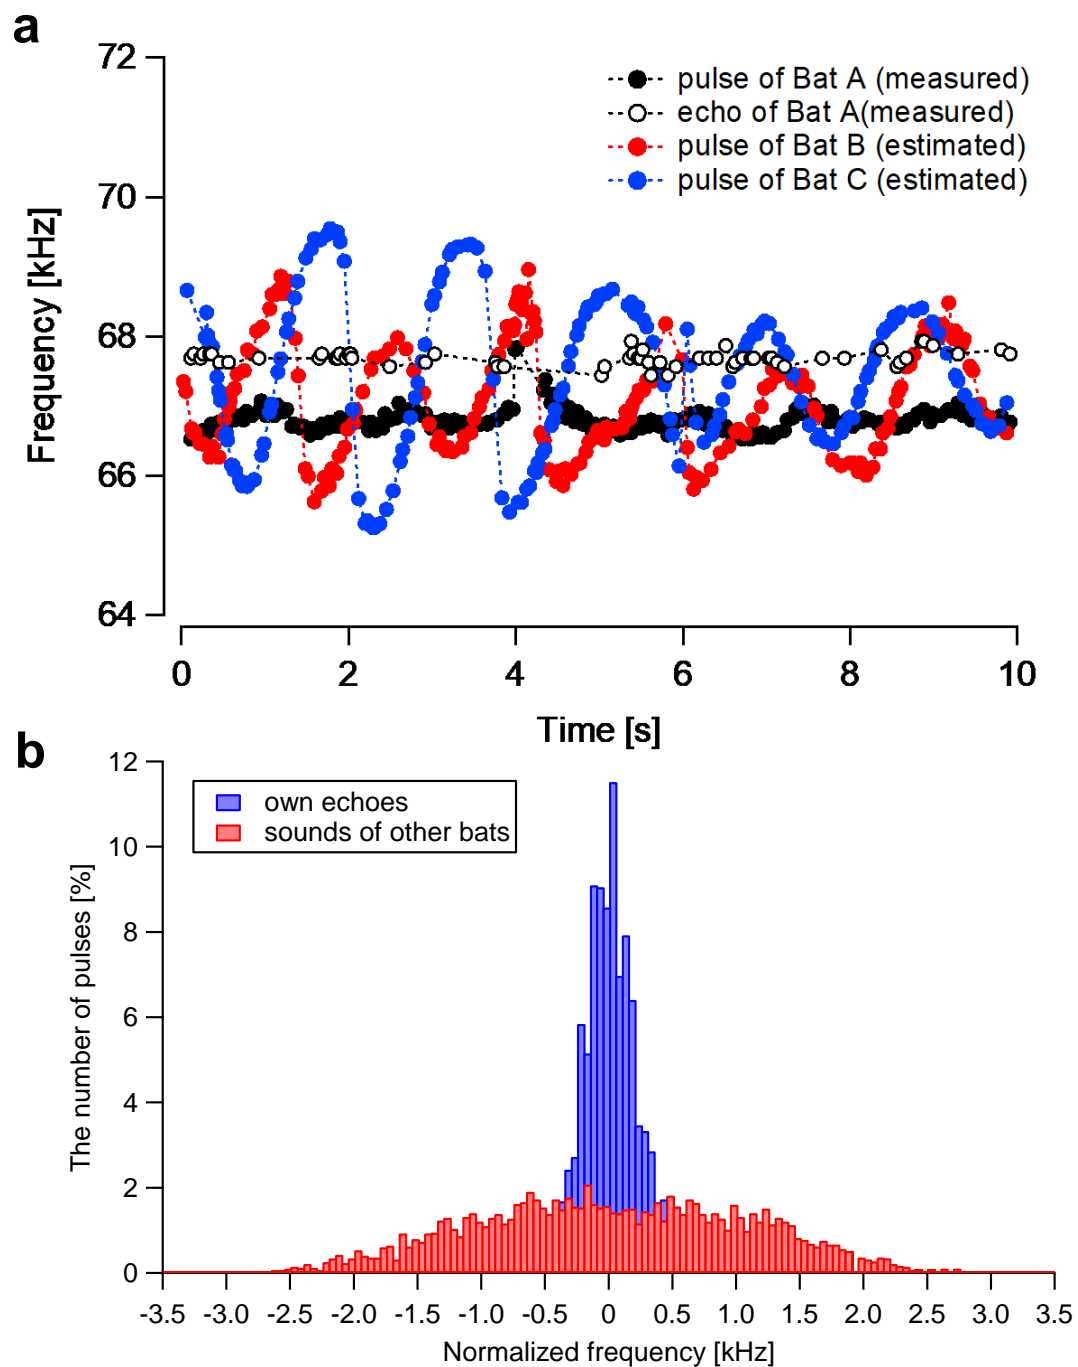 a
72
70
68
66
64
Frequency [kHz]
pulse of Bat A (measured)
echo of Bat A(measured)
pulse of Bat B (estimated)
pulse of Bat C (estimated)
0 2 4 6 8 10
Time [s]
b
12
10
8
6
4
2
0
The number of pulses [%]
own echoes
sounds of other bats
-3.5 -3.0 -2.5 -2.0 -1.5 -1.0 -0.5 0 0.5 1.0 1.5 2.0 2.5 3.0 3.5
Normalized frequency [kHz]